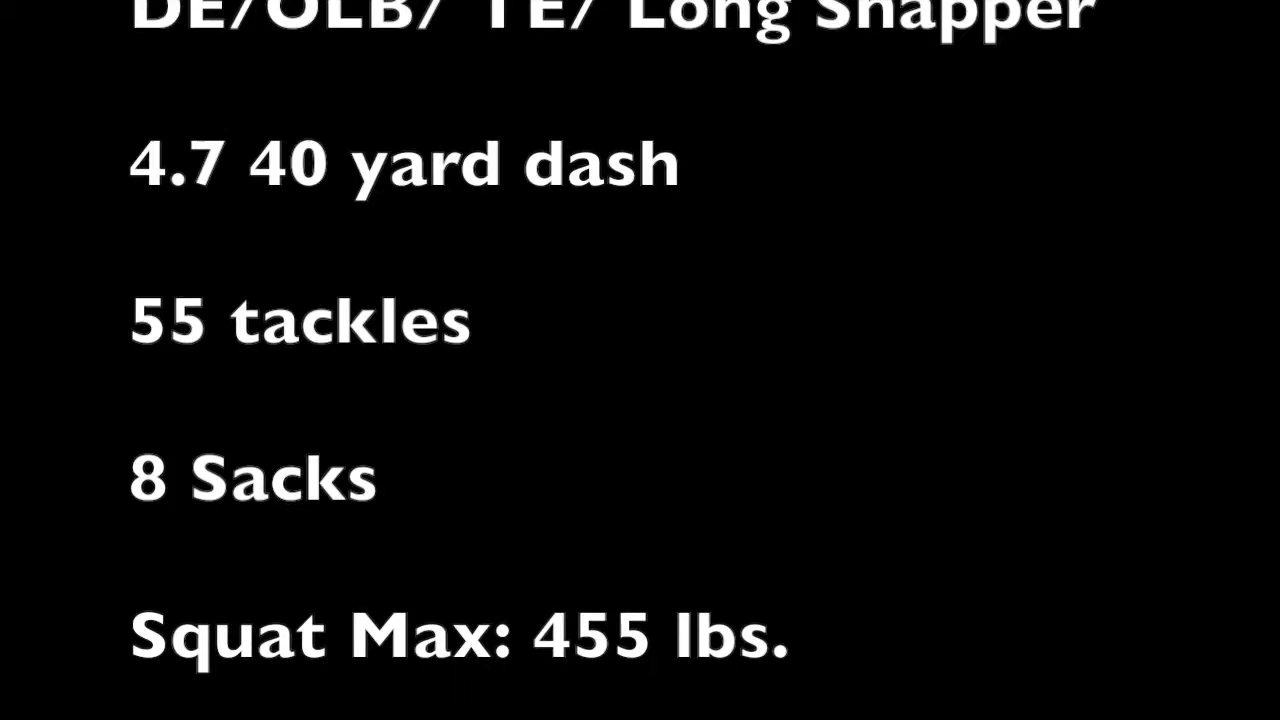 DE/OLB/ TE/ Long Snapper
4.7 40 yard dash
55 tackles
8 Sacks
Squat Max: 455 lbs.